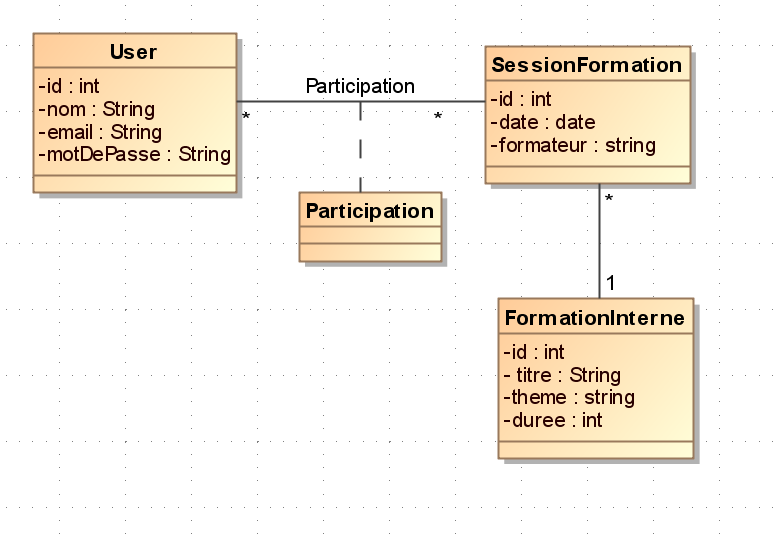 User
-id : int
-nom : String
-email : String
-motDePasse : String
Participation
*
*
Participation
SessionFormation
-id : int
-date : date
-formateur : string
*
1
FormationInterne
-id : int
- titre : String
-theme : string
-duree : int